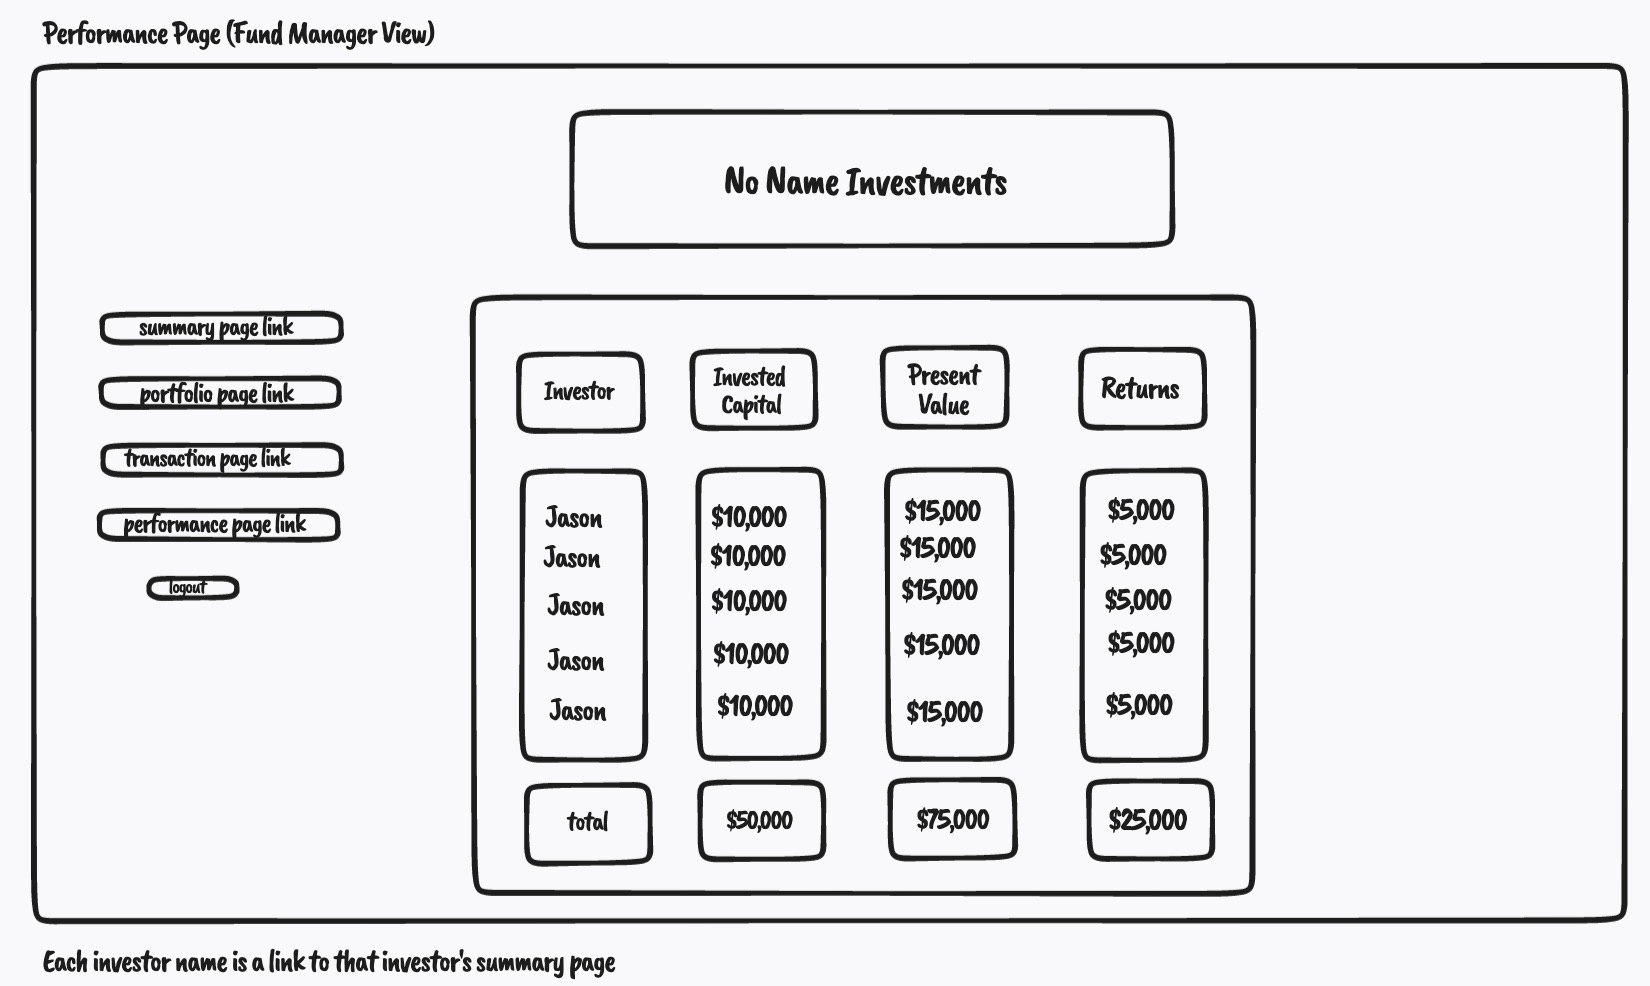 Performance Page (Fund Manager View)
No Name Investments
summary page link
portfolio page link
transaction page link
performance page link
logout
Investor
Invested
Capital
Present
Value
Returns
Jason
$10,000
$15,000
$5,000
Jason
$10,000
$15,000
$5,000
Jason
$10,000
$15,000
$5,000
Jason
$10,000
$15,000
$5,000
Jason
$10,000
$15,000
$5,000
total
$50,000
$75,000
$25,000
Each investor name is a link to that investor's summary page